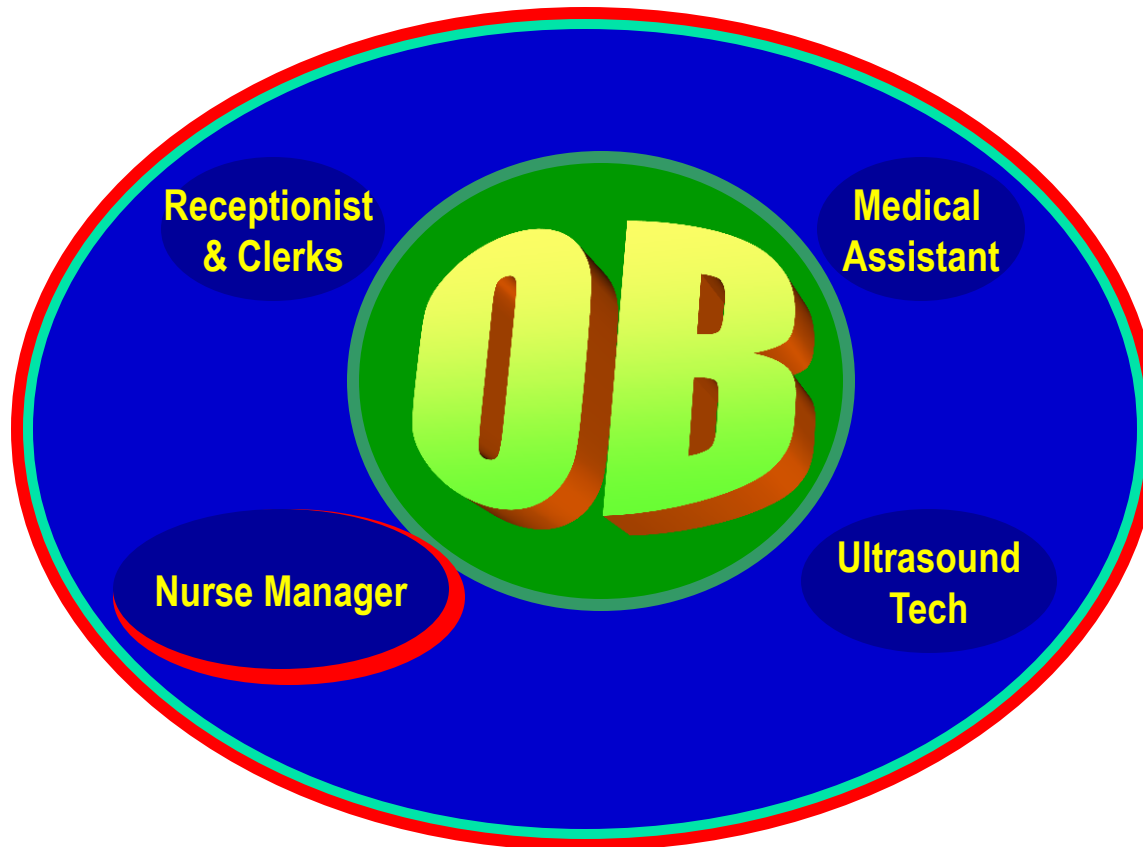 Receptionist
& Clerks
Medical
Assistant
OB
Nurse Manager
Ultrasound
Tech